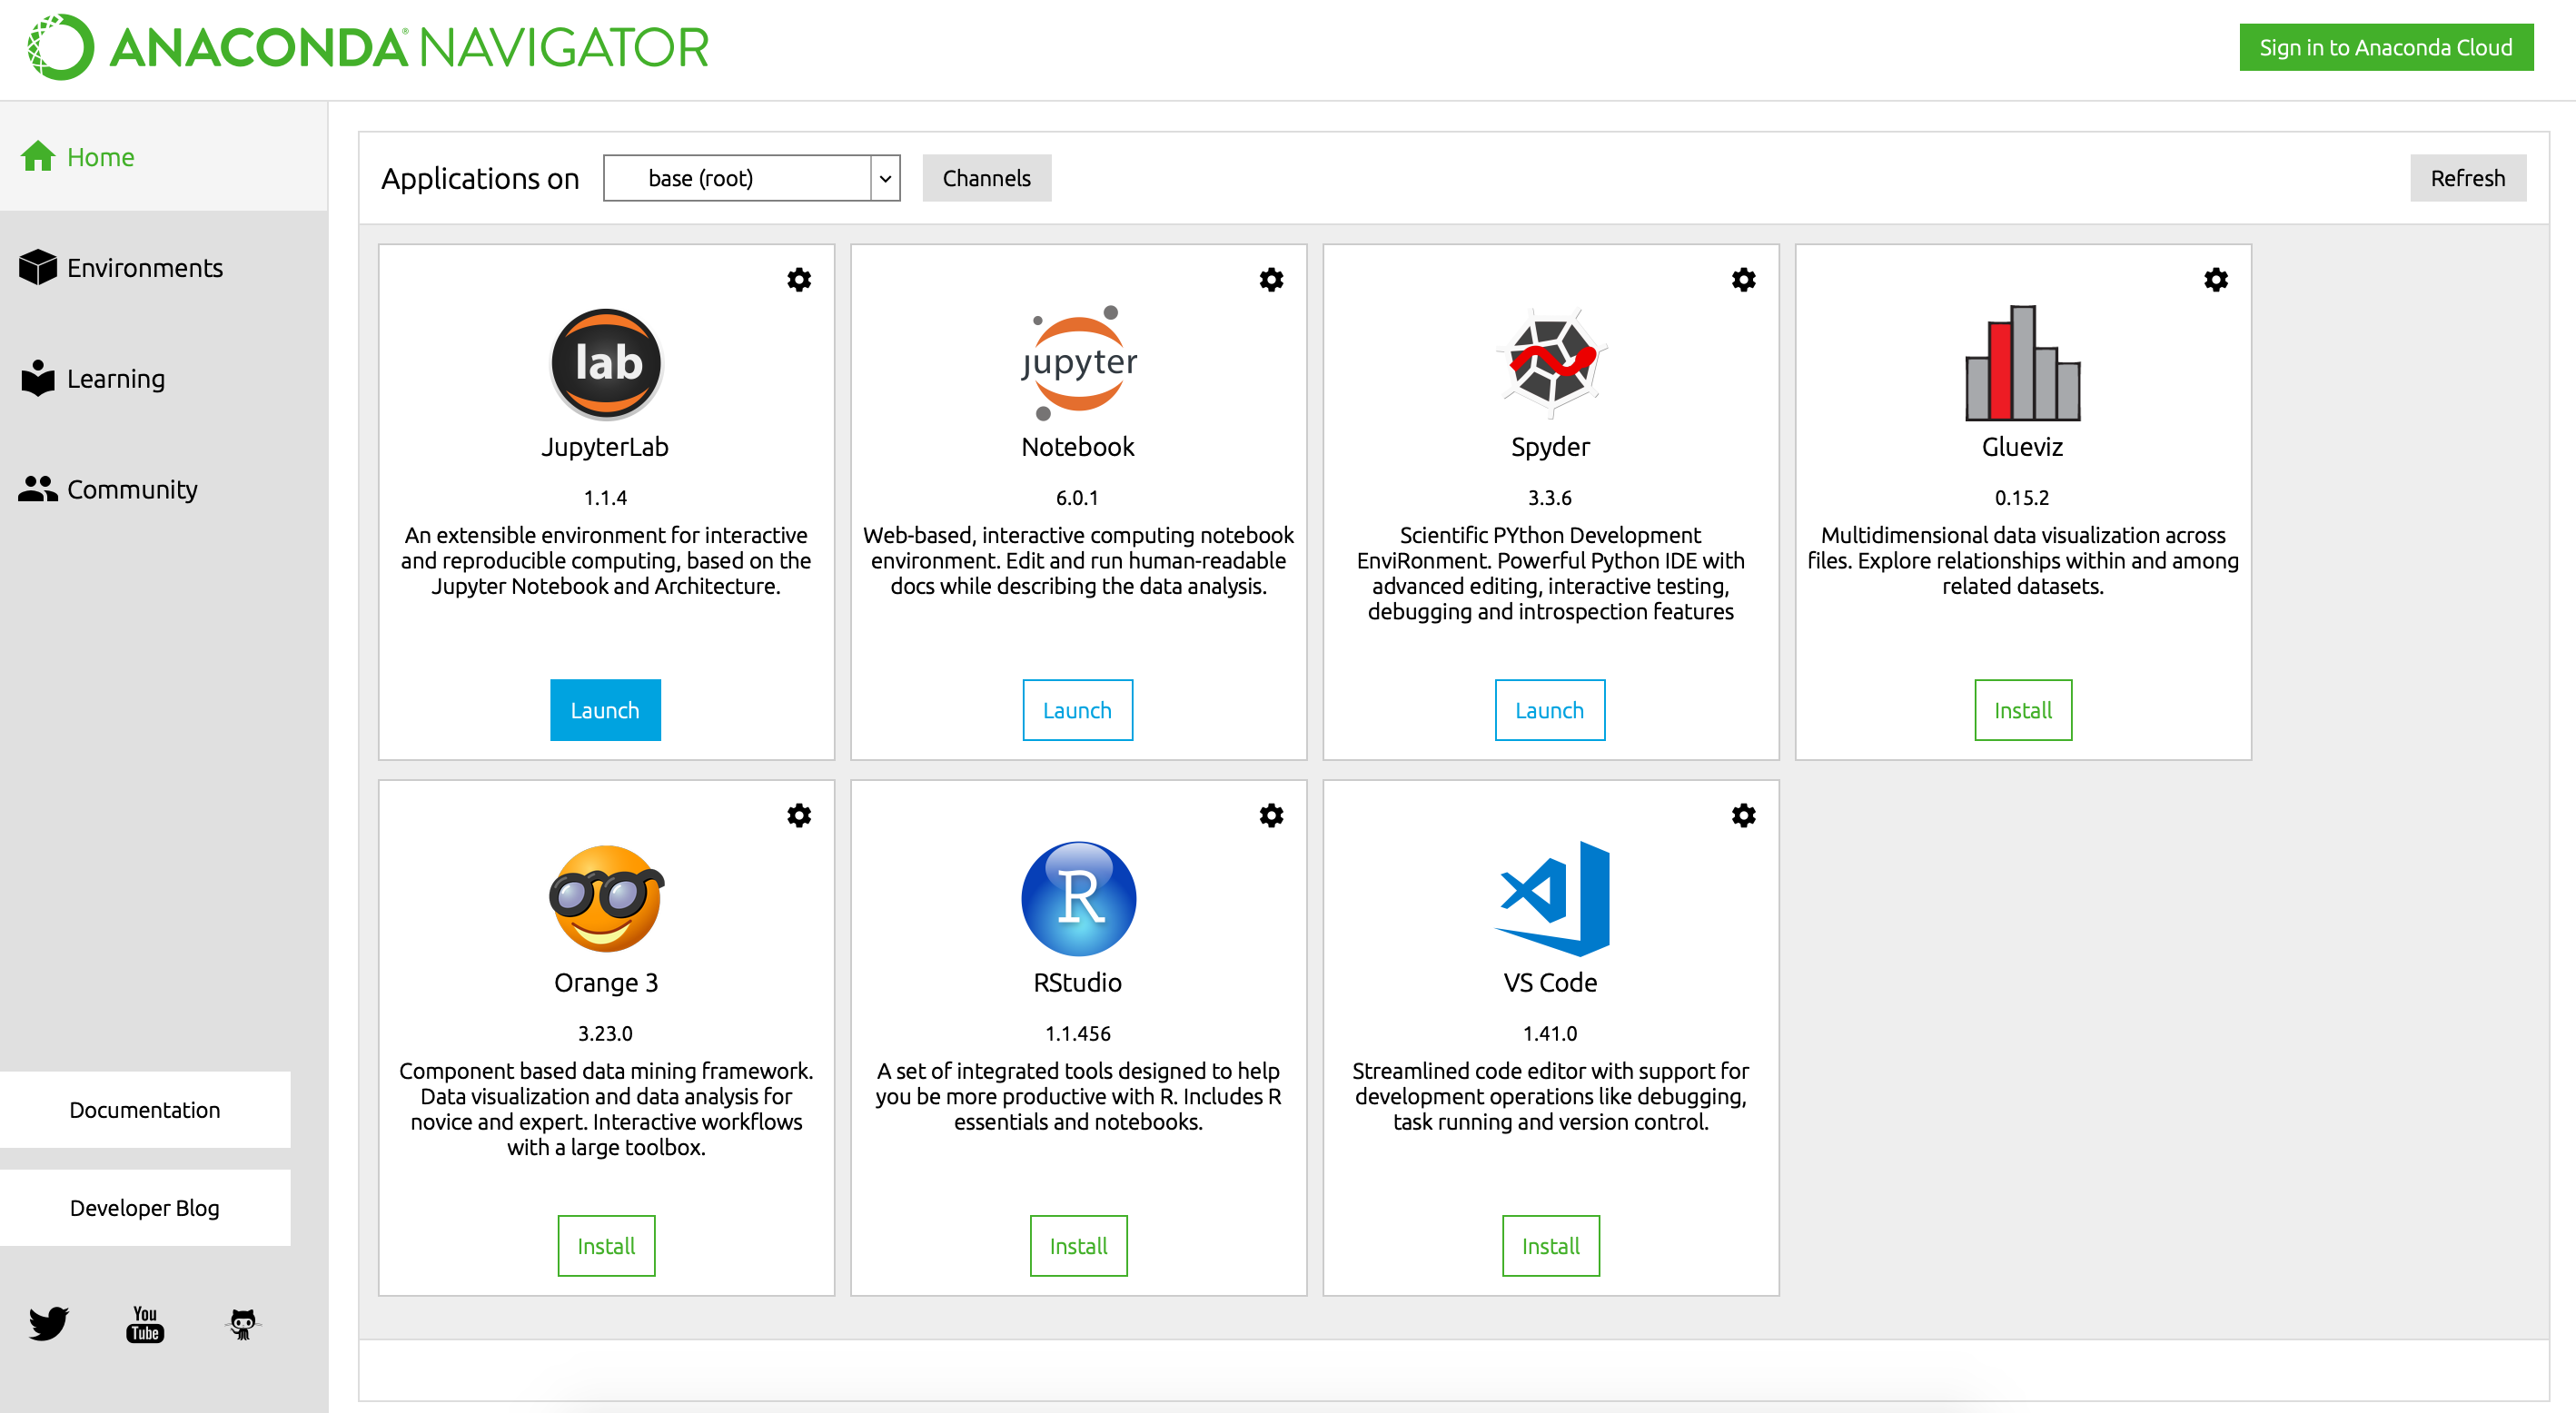 ANACONDA® NAVIGATOR
Sign in to Anaconda Cloud
Home
Environments
Learning
Community
Documentation
Developer Blog
You
Tube
Applications on
base (root)
Channels
Refresh
lab
JupyterLab
1.1.4
An extensible environment for interactive
and reproducible computing, based on the
Jupyter Notebook and Architecture.
Launch
jupyter
Notebook
6.0.1
Web-based, interactive computing notebook
environment. Edit and run human-readable
docs while describing the data analysis.
Launch
Spyder
3.3.6
Scientific PYthon Development
EnviRonment. Powerful Python IDE with
advanced editing, interactive testing,
debugging and introspection features
Launch
Glueviz
0.15.2
Multidimensional data visualization across
files. Explore relationships within and among
related datasets.
Install
Orange 3
3.23.0
Component based data mining framework.
Data visualization and data analysis for
novice and expert. Interactive workflows
with a large toolbox.
Install
R
RStudio
1.1.456
A set of integrated tools designed to help
you be more productive with R. Includes R
essentials and notebooks.
Install
VS Code
1.41.0
Streamlined code editor with support for
development operations like debugging,
task running and version control.
Install